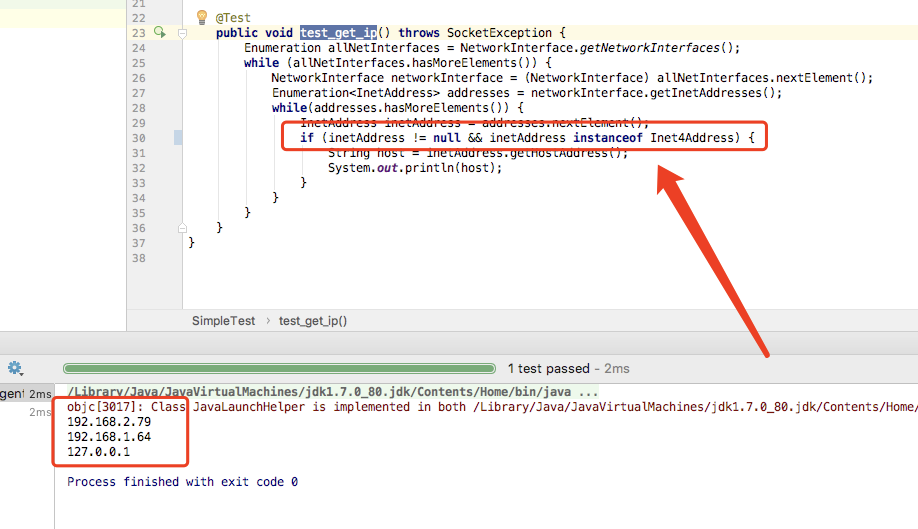 21
22 @Test
23 public void test_get_ip() throws SocketException {
24 Enumeration allNetInterfaces = NetworkInterface.getNetworkInterfaces();
25 while (allNetInterfaces.hasMoreElements()) {
26 NetworkInterface networkInterface = (NetworkInterface) allNetInterfaces.nextElement();
27 Enumeration<InetAddress> addresses = networkInterface.getInetAddresses();
28 while(addresses.hasMoreElements()) {
29 InetAddress inetAddress = addresses.nextElement();
30 if (inetAddress != null && inetAddress instanceof Inet4Address) {
31 String host = inetAddress.getHostAddress();
32 System.out.println(host);
33 }
34 }
35 }
36 }
37 }
38
SimpleTest › test_get_ip()
1 test passed - 2ms
gent 2ms
/Library/Java/JavaVirtualMachines/jdk1.7.0_80.jdk/Contents/Home/bin/java ...
2ms
objc[3017]: Class JavaLaunchHelper is implemented in both /Library/Java/JavaVirtualMachines/jdk1.7.0_80.jdk/Contents/Home/
192.168.2.79
192.168.1.64
127.0.0.1
Process finished with exit code 0